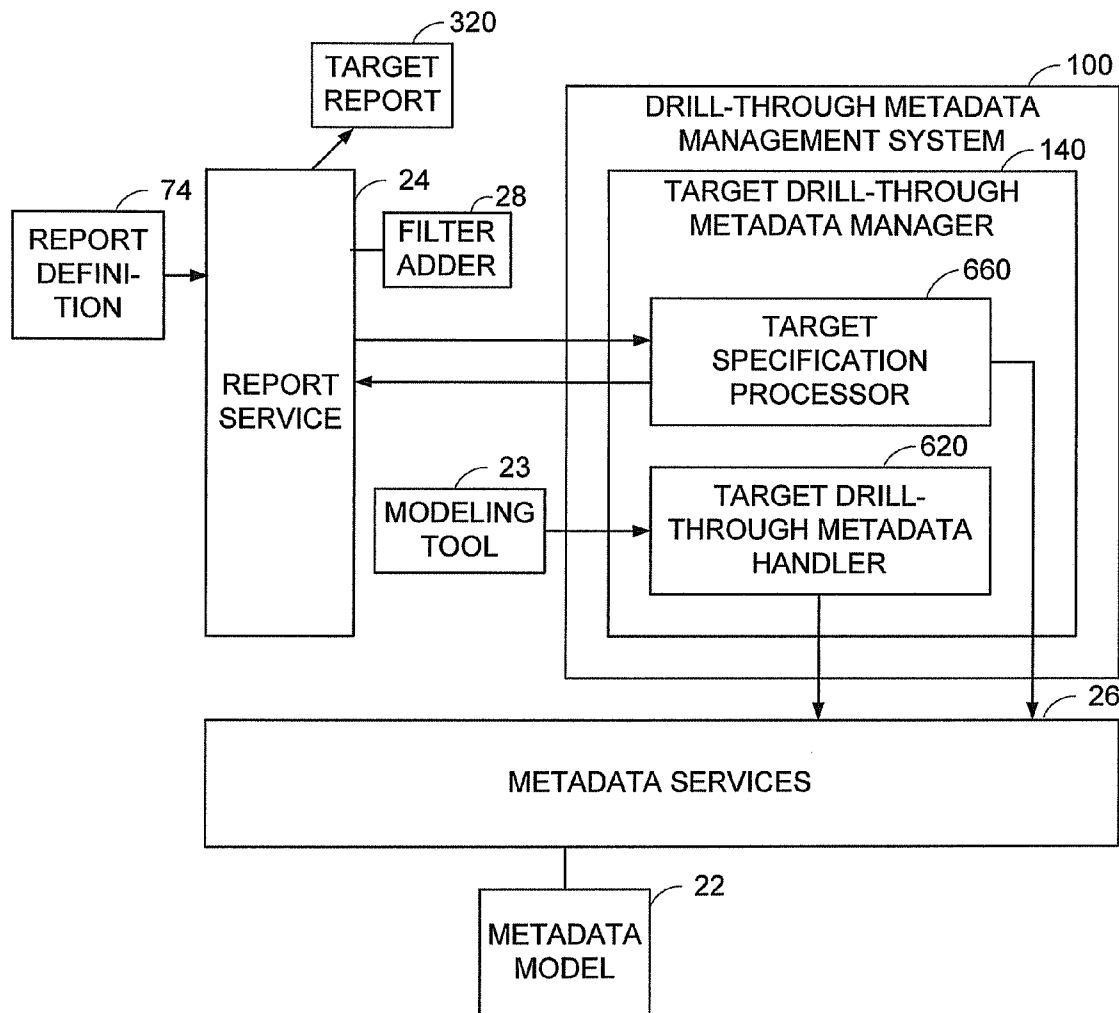 320
TARGET
REPORT
100
DRILL-THROUGH METADATA
MANAGEMENT SYSTEM
140
TARGET DRILL-THROUGH
METADATA MANAGER
74
REPORT
DEFINI-
TION
24
28
FILTER
ADDER
REPORT
SERVICE
660
TARGET
SPECIFICATION
PROCESSOR
23
MODELING
TOOL
620
TARGET DRILL-
THROUGH METADATA
HANDLER
26
METADATA SERVICES
22
METADATA
MODEL